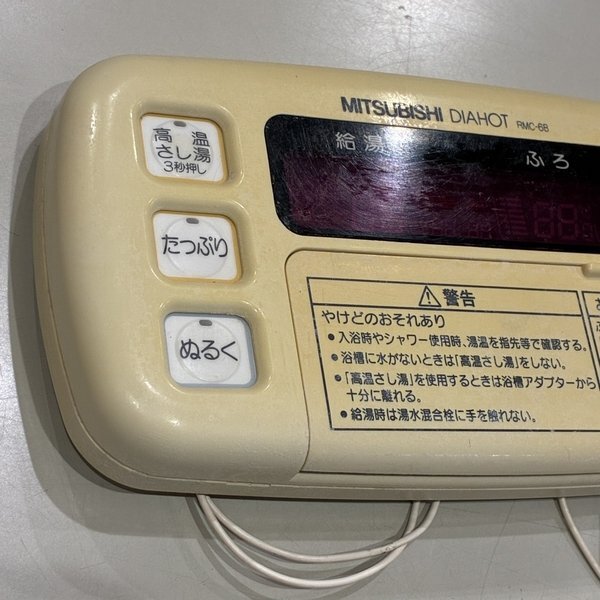 MITSUBISHI DIAHOT RMC-6B
給湯
ふろ
高温
さし湯
3秒押し
たっぷり
ぬるく
警告
やけどのおそれあり
●入浴時やシャワー使用時、湯温を指先等で確認する。
●浴槽に水がないときは「高温さし湯」をしない。
●「高温さし湯」を使用するときは浴槽アダプターから
十分に離れる。
●給湯時は湯水混合栓に手を触れない。